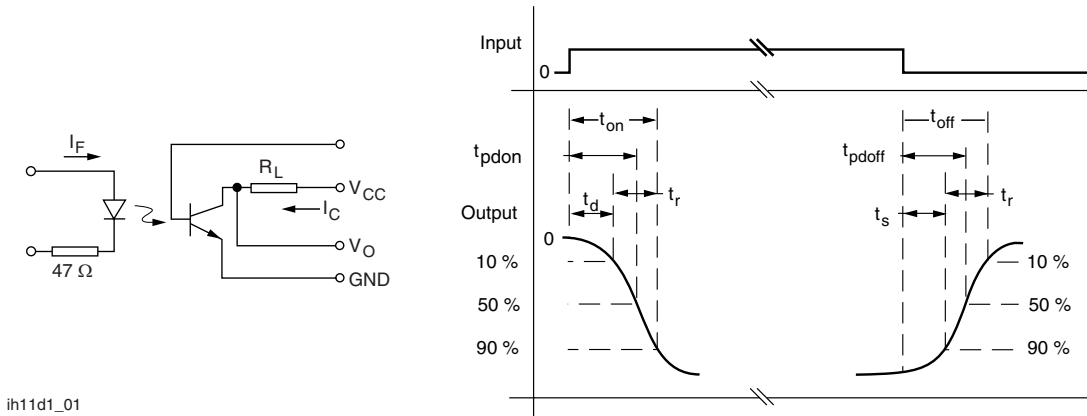 I_F
R_L
V_CC
I_C
V_O
47 Ω
GND
ih11d1_01
Input
0
t_on
t_off
t_pdon
t_pdoff
t_d
t_r
t_s
t_r
Output
0
10 %
10 %
50 %
50 %
90 %
90 %